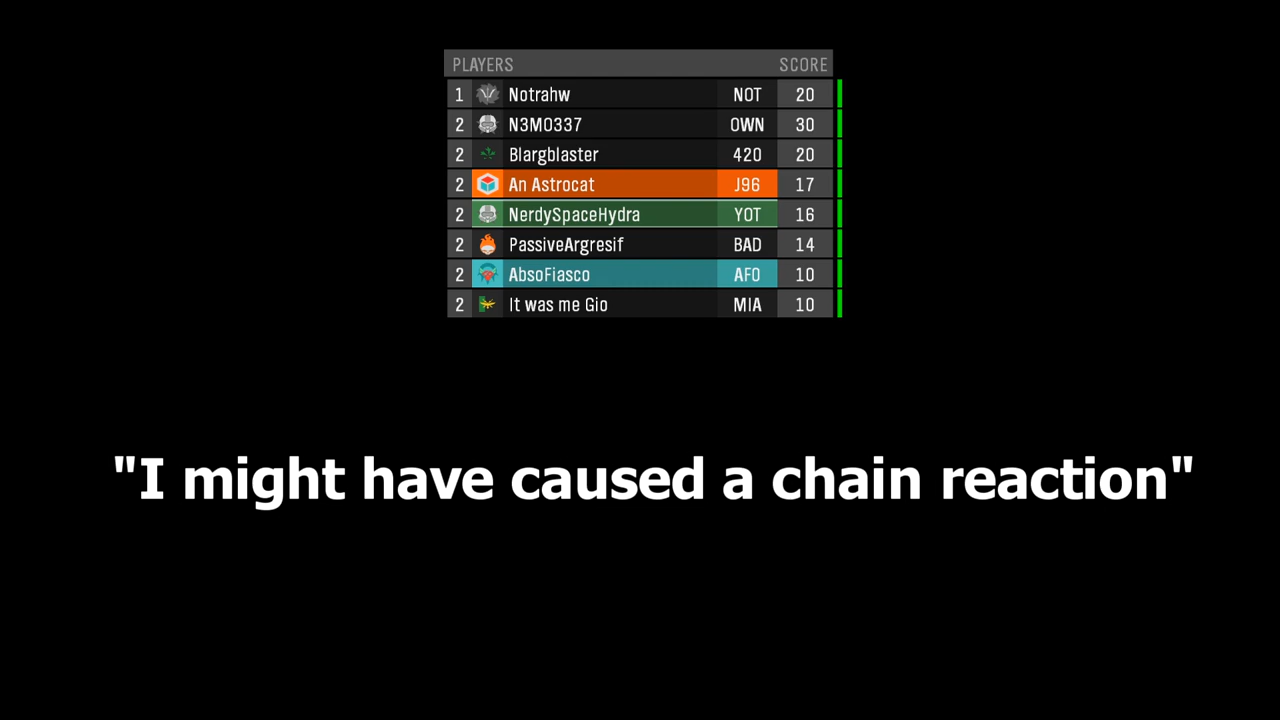 PLAYERS SCORE
1 Notrahw NOT 20
2 N3MO337 OWN 30
2 Blargblaster 420 20
2 An Astrocat J96 17
2 NerdySpaceHydra YOT 16
2 PassiveArgresif BAD 14
2 AbsoFiasco AFO 10
2 It was me Gio MIA 10
"I might have caused a chain reaction"